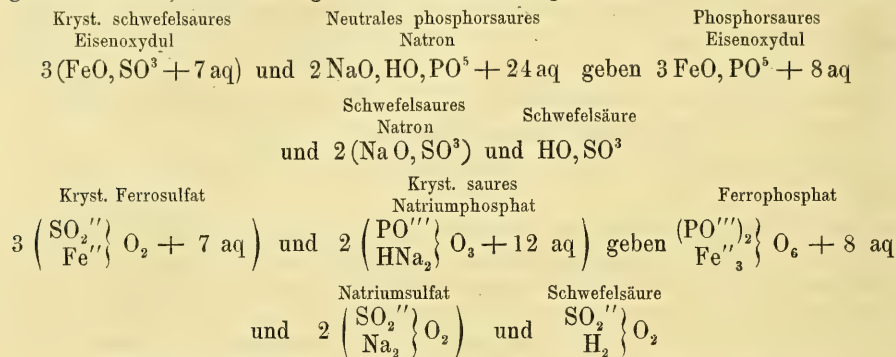 Kryst. schwefelsaures Neutrales phosphorsaures Phosphorsaures
Eisenoxydul Natron Eisenoxydul
3 (FeO, SO³ + 7 aq) und 2 NaO, HO, PO⁵ + 24 aq geben 3 FeO, PO⁵ + 8 aq
Schwefelsaures Schwefelsäure
Natron
und 2 (NaO, SO³) und HO, SO³
Kryst. Ferrosulfat Kryst. saures Natriumphosphat Ferrophosphat
3 ( SO₂″ Fe″ } O₂ + 7 aq ) und 2 ( PO‴ HNa₂ } O₃ + 12 aq ) geben (PO‴)₂ Fe″₃ } O₆ + 8 aq
Natriumsulfat Schwefelsäure
und 2 ( SO₂″ Na₂ } O₂ ) und SO₂″ H₂ } O₂